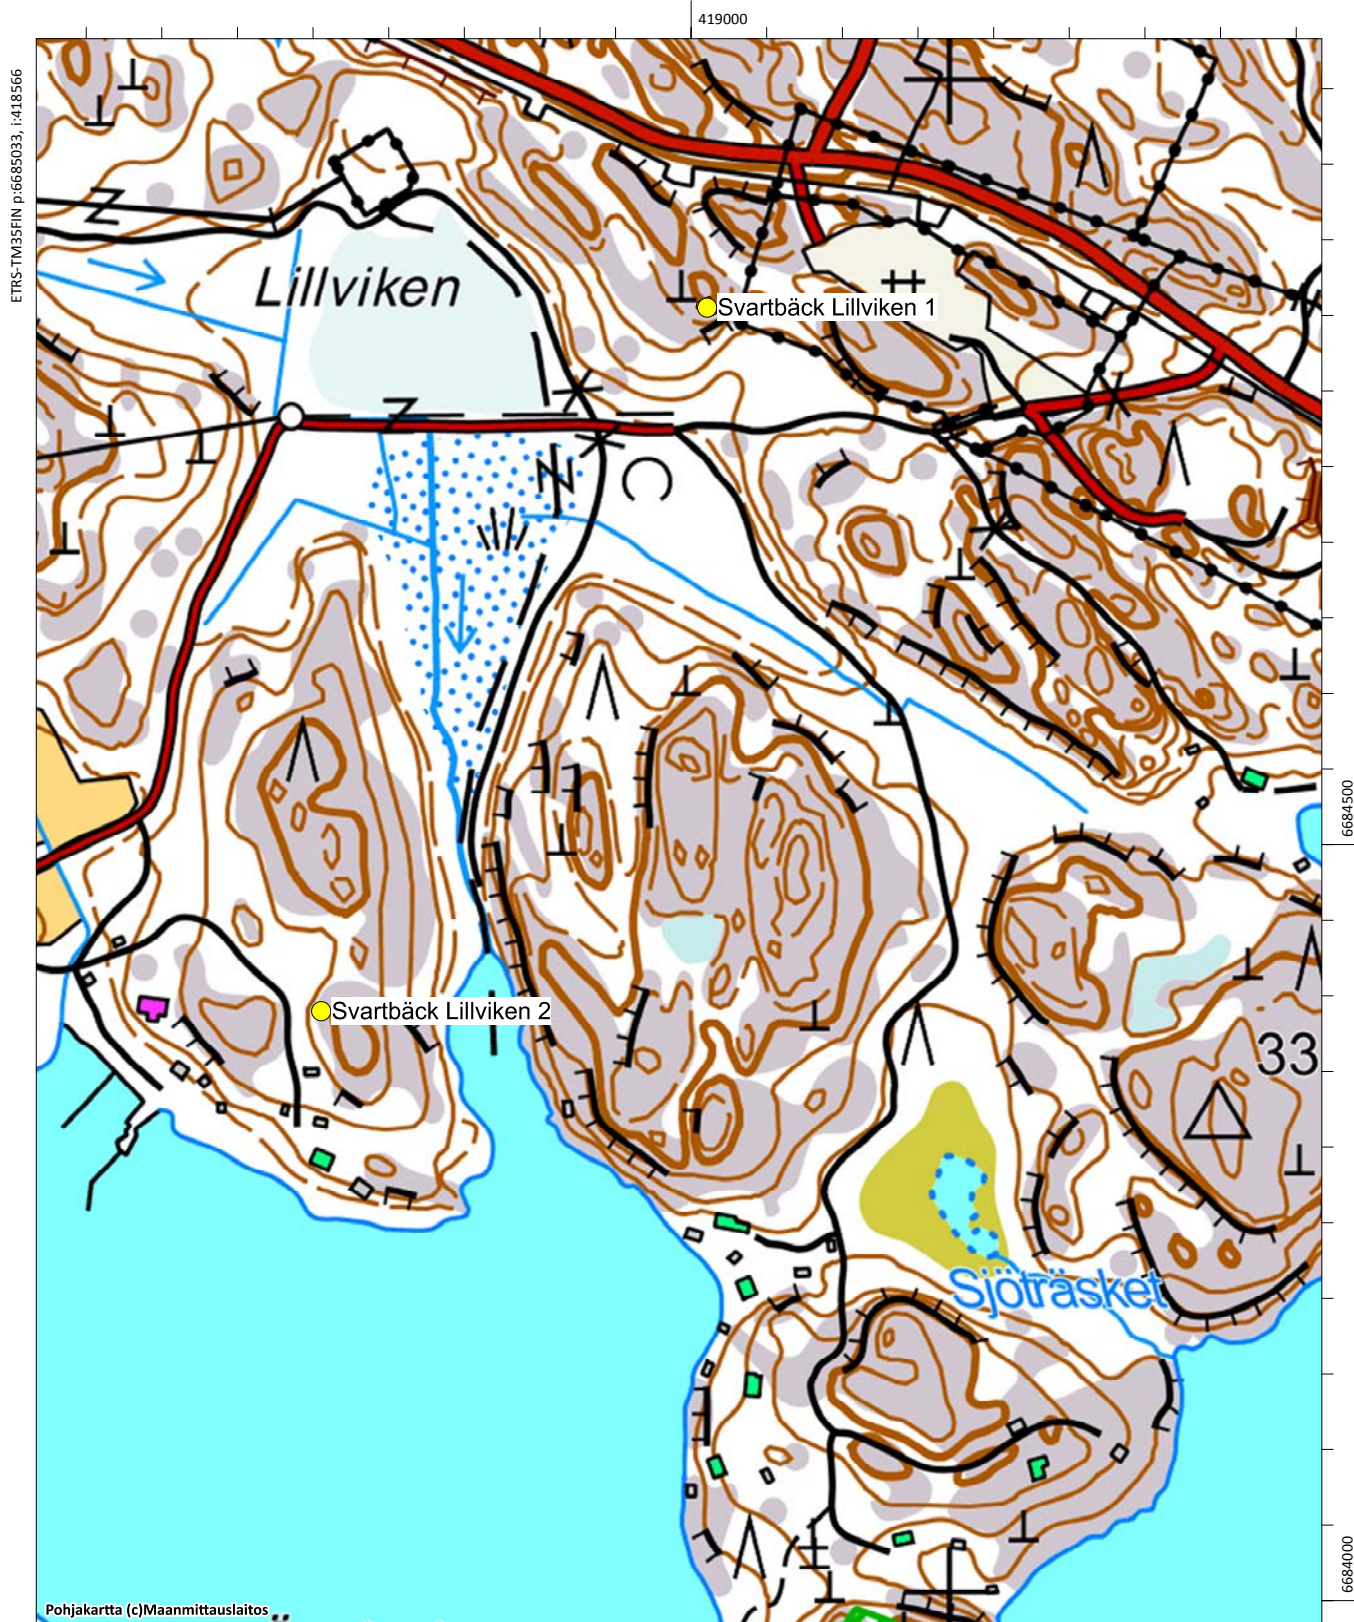 419000
ETRS-TM35FIN p:6685033, i:418566
Lillviken
Svartbäck Lillviken 1
6684500
Svartbäck Lillviken 2
33
Sjöträsket
6684000
Pohjakartta (c)Maanmittauslaitos